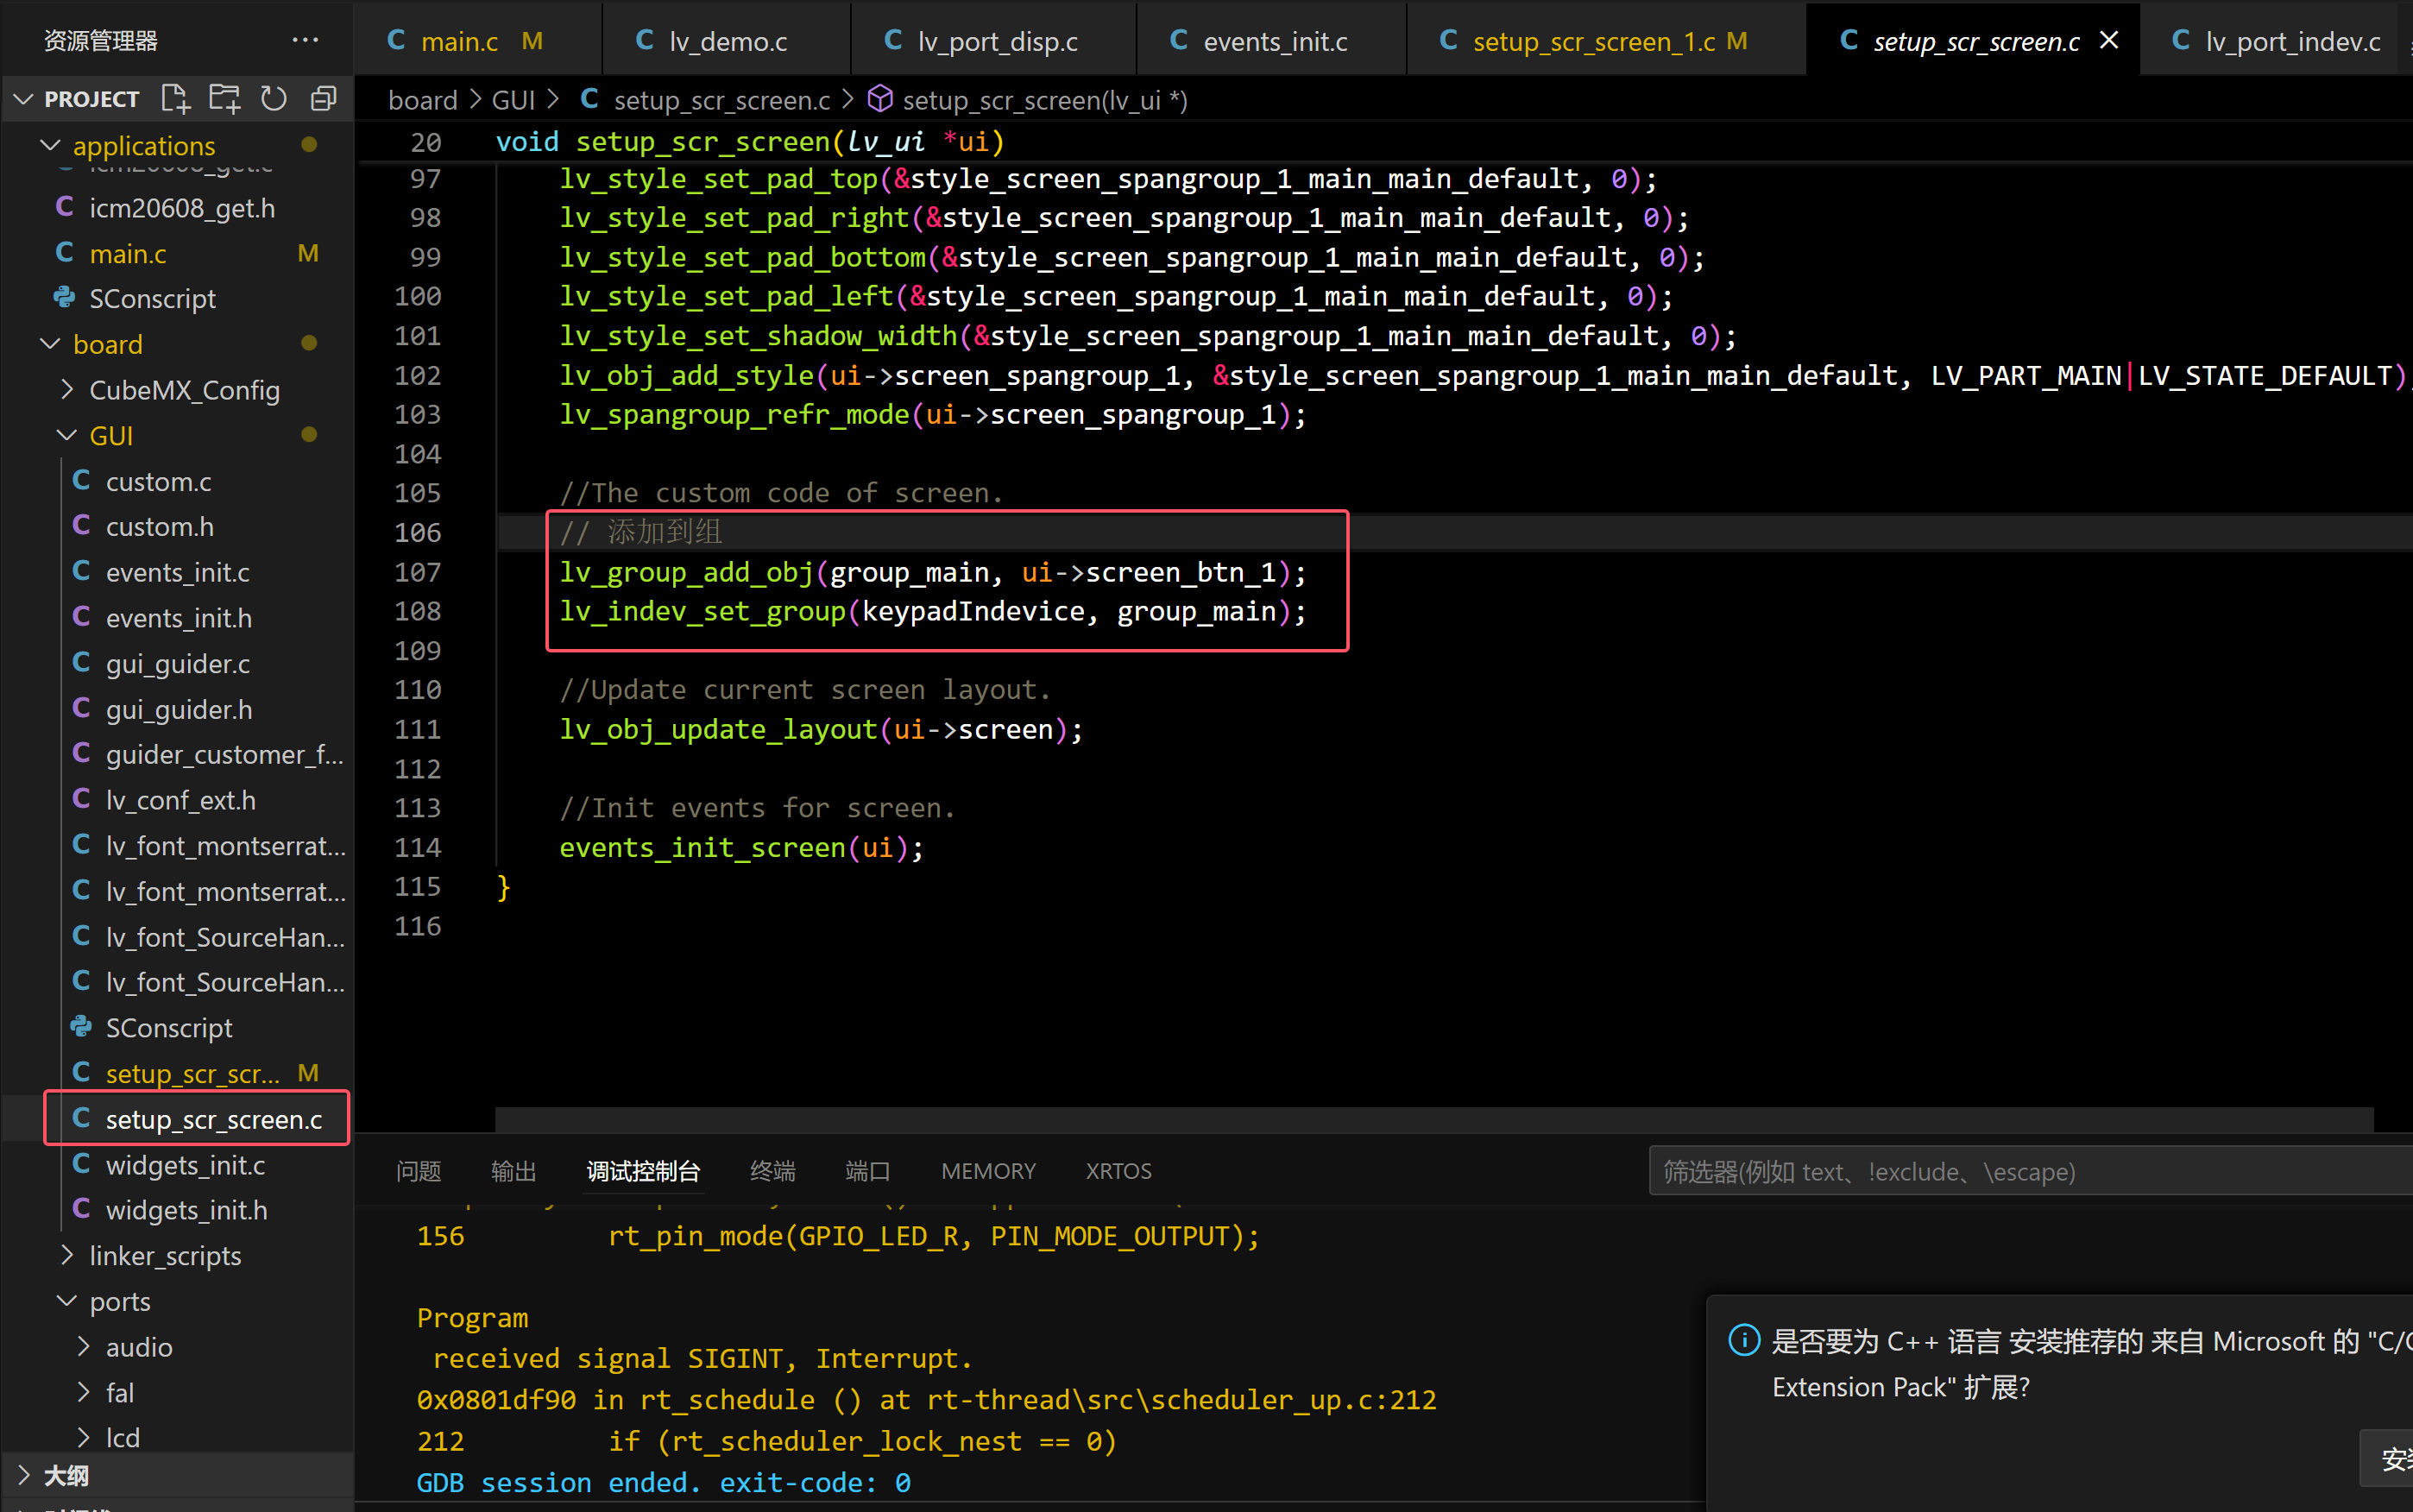 资源管理器 ···
PROJECT
applications
icm20608_get.c
icm20608_get.h
main.c M
SConscript
board
CubeMX_Config
GUI
custom.c
custom.h
events_init.c
events_init.h
gui_guider.c
gui_guider.h
guider_customer_f...
lv_conf_ext.h
lv_font_montserrat...
lv_font_montserrat...
lv_font_SourceHan...
lv_font_SourceHan...
SConscript
setup_scr_scr... M
setup_scr_screen.c
widgets_init.c
widgets_init.h
linker_scripts
ports
audio
fal
lcd
大纲
main.c M lv_demo.c lv_port_disp.c events_init.c setup_scr_screen_1.c M setup_scr_screen.c lv_port_indev.c
board > GUI > C setup_scr_screen.c > setup_scr_screen(lv_ui *)
20 void setup_scr_screen(lv_ui *ui)
97 lv_style_set_pad_top(&style_screen_spangroup_1_main_main_default, 0);
98 lv_style_set_pad_right(&style_screen_spangroup_1_main_main_default, 0);
99 lv_style_set_pad_bottom(&style_screen_spangroup_1_main_main_default, 0);
100 lv_style_set_pad_left(&style_screen_spangroup_1_main_main_default, 0);
101 lv_style_set_shadow_width(&style_screen_spangroup_1_main_main_default, 0);
102 lv_obj_add_style(ui->screen_spangroup_1, &style_screen_spangroup_1_main_main_default, LV_PART_MAIN|LV_STATE_DEFAULT)
103 lv_spangroup_refr_mode(ui->screen_spangroup_1);
104
105 //The custom code of screen.
106 // 添加到组
107 lv_group_add_obj(group_main, ui->screen_btn_1);
108 lv_indev_set_group(keypadIndevice, group_main);
109
110 //Update current screen layout.
111 lv_obj_update_layout(ui->screen);
112
113 //Init events for screen.
114 events_init_screen(ui);
115 }
116
问题 输出 调试控制台 终端 端口 MEMORY XRTOS
筛选器(例如 text、!exclude、\escape)
156 rt_pin_mode(GPIO_LED_R, PIN_MODE_OUTPUT);
Program
received signal SIGINT, Interrupt.
0x0801df90 in rt_schedule () at rt-thread\src\scheduler_up.c:212
212 if (rt_scheduler_lock_nest == 0)
GDB session ended. exit-code: 0
是否要为 C++ 语言 安装推荐的 来自 Microsoft 的 "C/
Extension Pack" 扩展?
安